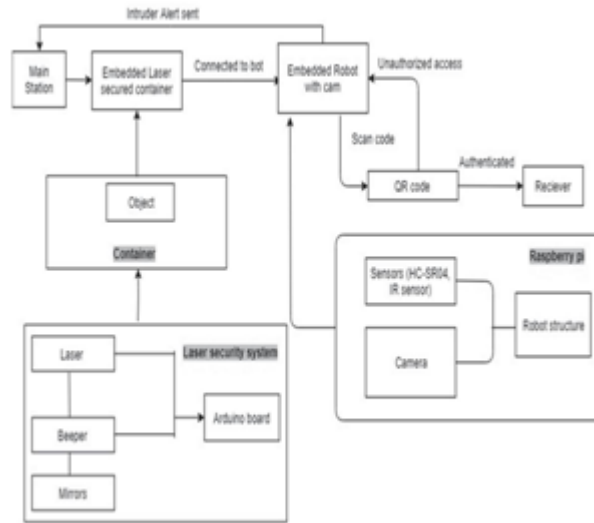 Intruder Alert sent
Main
Station
Embedded Laser
secured container
Connected to bot
Embedded Robot
with cam
Unauthorized access
Scan code
QR code
Authenticated
Reciever
Object
Container
Raspberry pi
Sensors (HC-SR04,
IR sensor)
Robot structure
Camera
Laser security system
Laser
Arduino board
Beeper
Mirrors